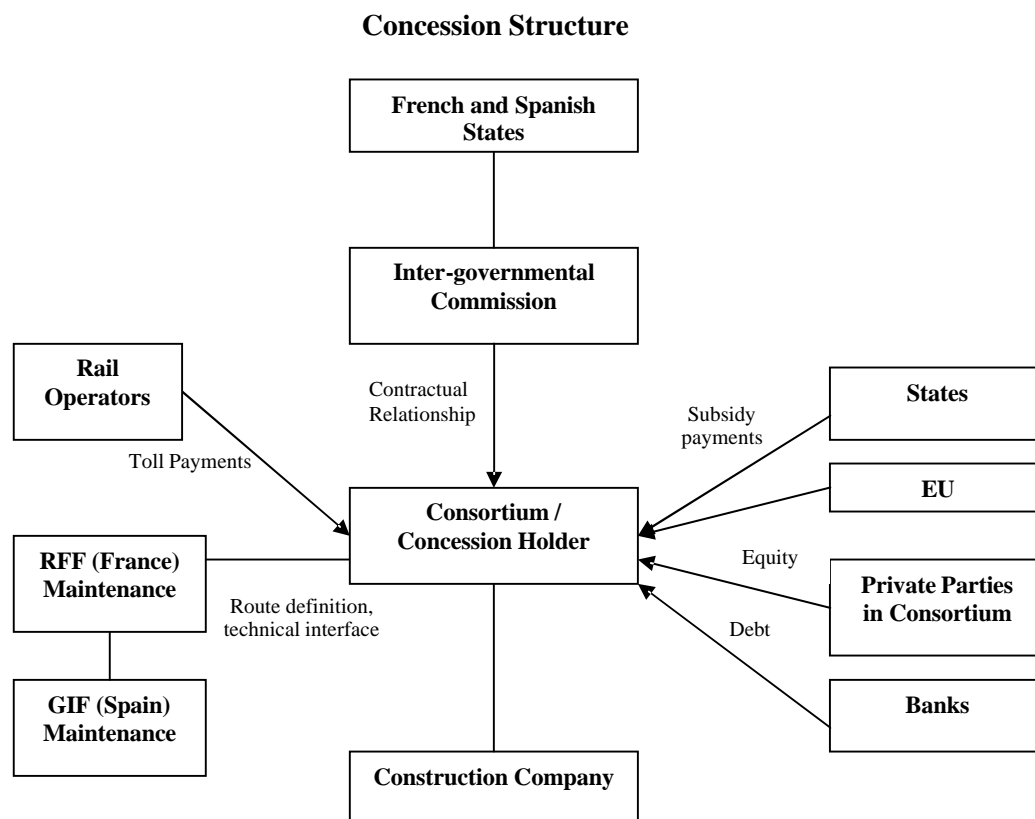 Concession Structure
French and Spanish
States
Inter-governmental
Commission
Rail
Operators
Contractual
Relationship
Subsidy
payments
States
Toll Payments
EU
Consortium /
Concession Holder
RFF (France)
Maintenance
Equity
Private Parties
in Consortium
Route definition,
technical interface
Debt
GIF (Spain)
Maintenance
Banks
Construction Company